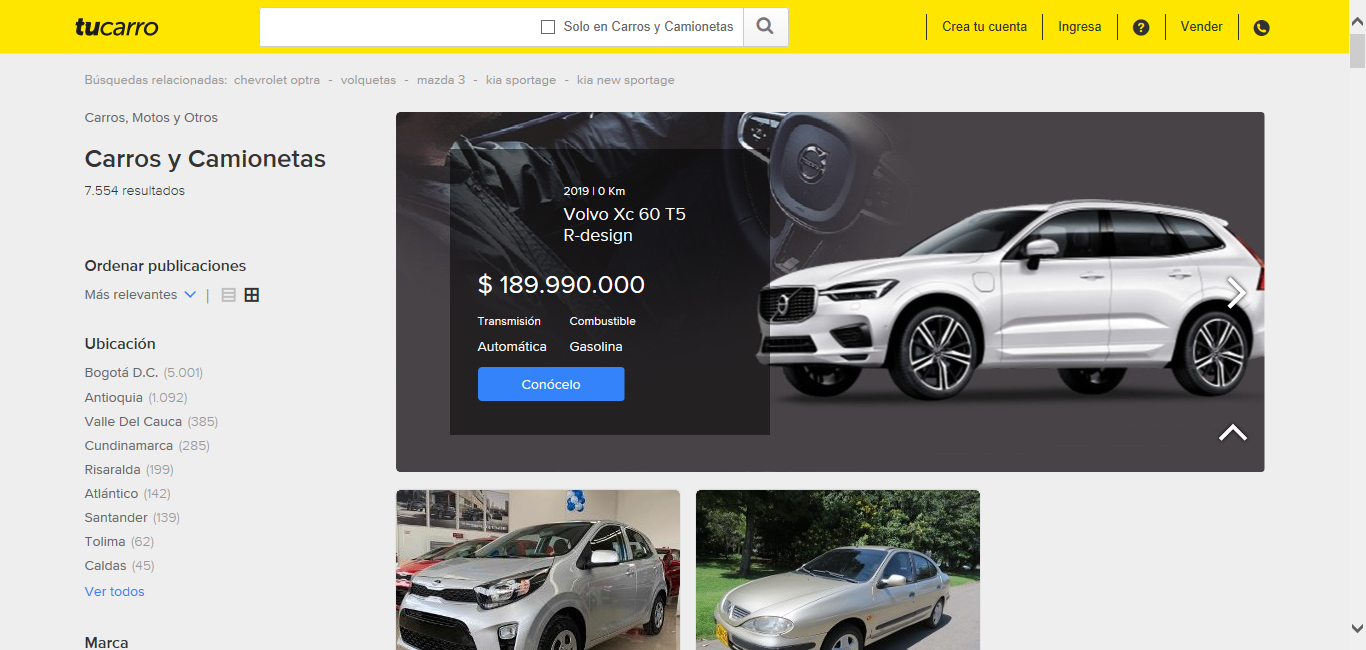 tucarro
Solo en Carros y Camionetas
Crea tu cuenta
Ingresa
?
Vender
Búsquedas relacionadas: chevrolet optra - volquetas - mazda 3 - kia sportage - kia new sportage
Carros, Motos y Otros
Carros y Camionetas
7.554 resultados
Ordenar publicaciones
Más relevantes |
Ubicación
Bogotá D.C. (5.001)
Antioquia (1.092)
Valle Del Cauca (385)
Cundinamarca (285)
Risaralda (199)
Atlántico (142)
Santander (139)
Tolima (62)
Caldas (45)
Ver todos
Marca
2019 | 0 Km
Volvo Xc 60 T5
R-design
$ 189.990.000
Transmisión Combustible
Automática Gasolina
Conócelo